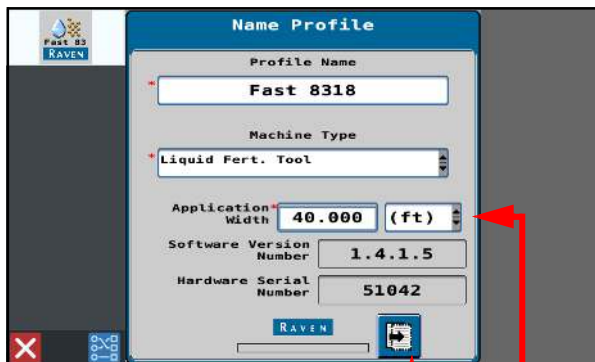 Name Profile
Fast 83
RAVEN
Profile Name
* Fast 8318
Machine Type
* Liquid Fert. Tool
Application* Width 40.000 (ft)
Software Version Number 1.4.1.5
Hardware Serial Number 51042
RAVEN